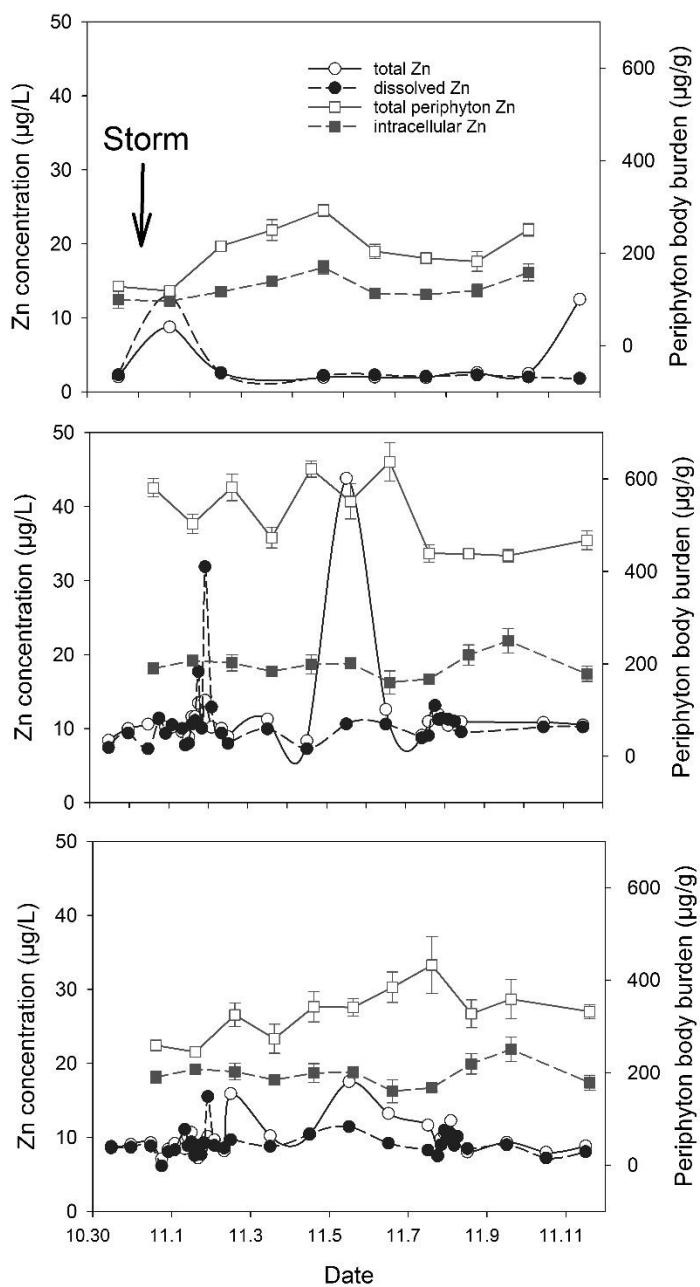 50
40
30
20
10
0
Zn concentration (µg/L)
Storm
total Zn
dissolved Zn
total periphyton Zn
intracellular Zn
600
400
200
0
Periphyton body burden (µg/g)
50
40
30
20
10
0
Zn concentration (µg/L)
600
400
200
0
Periphyton body burden (µg/g)
50
40
30
20
10
0
Zn concentration (µg/L)
600
400
200
0
Periphyton body burden (µg/g)
10.30 11.1 11.3 11.5 11.7 11.9 11.11
Date